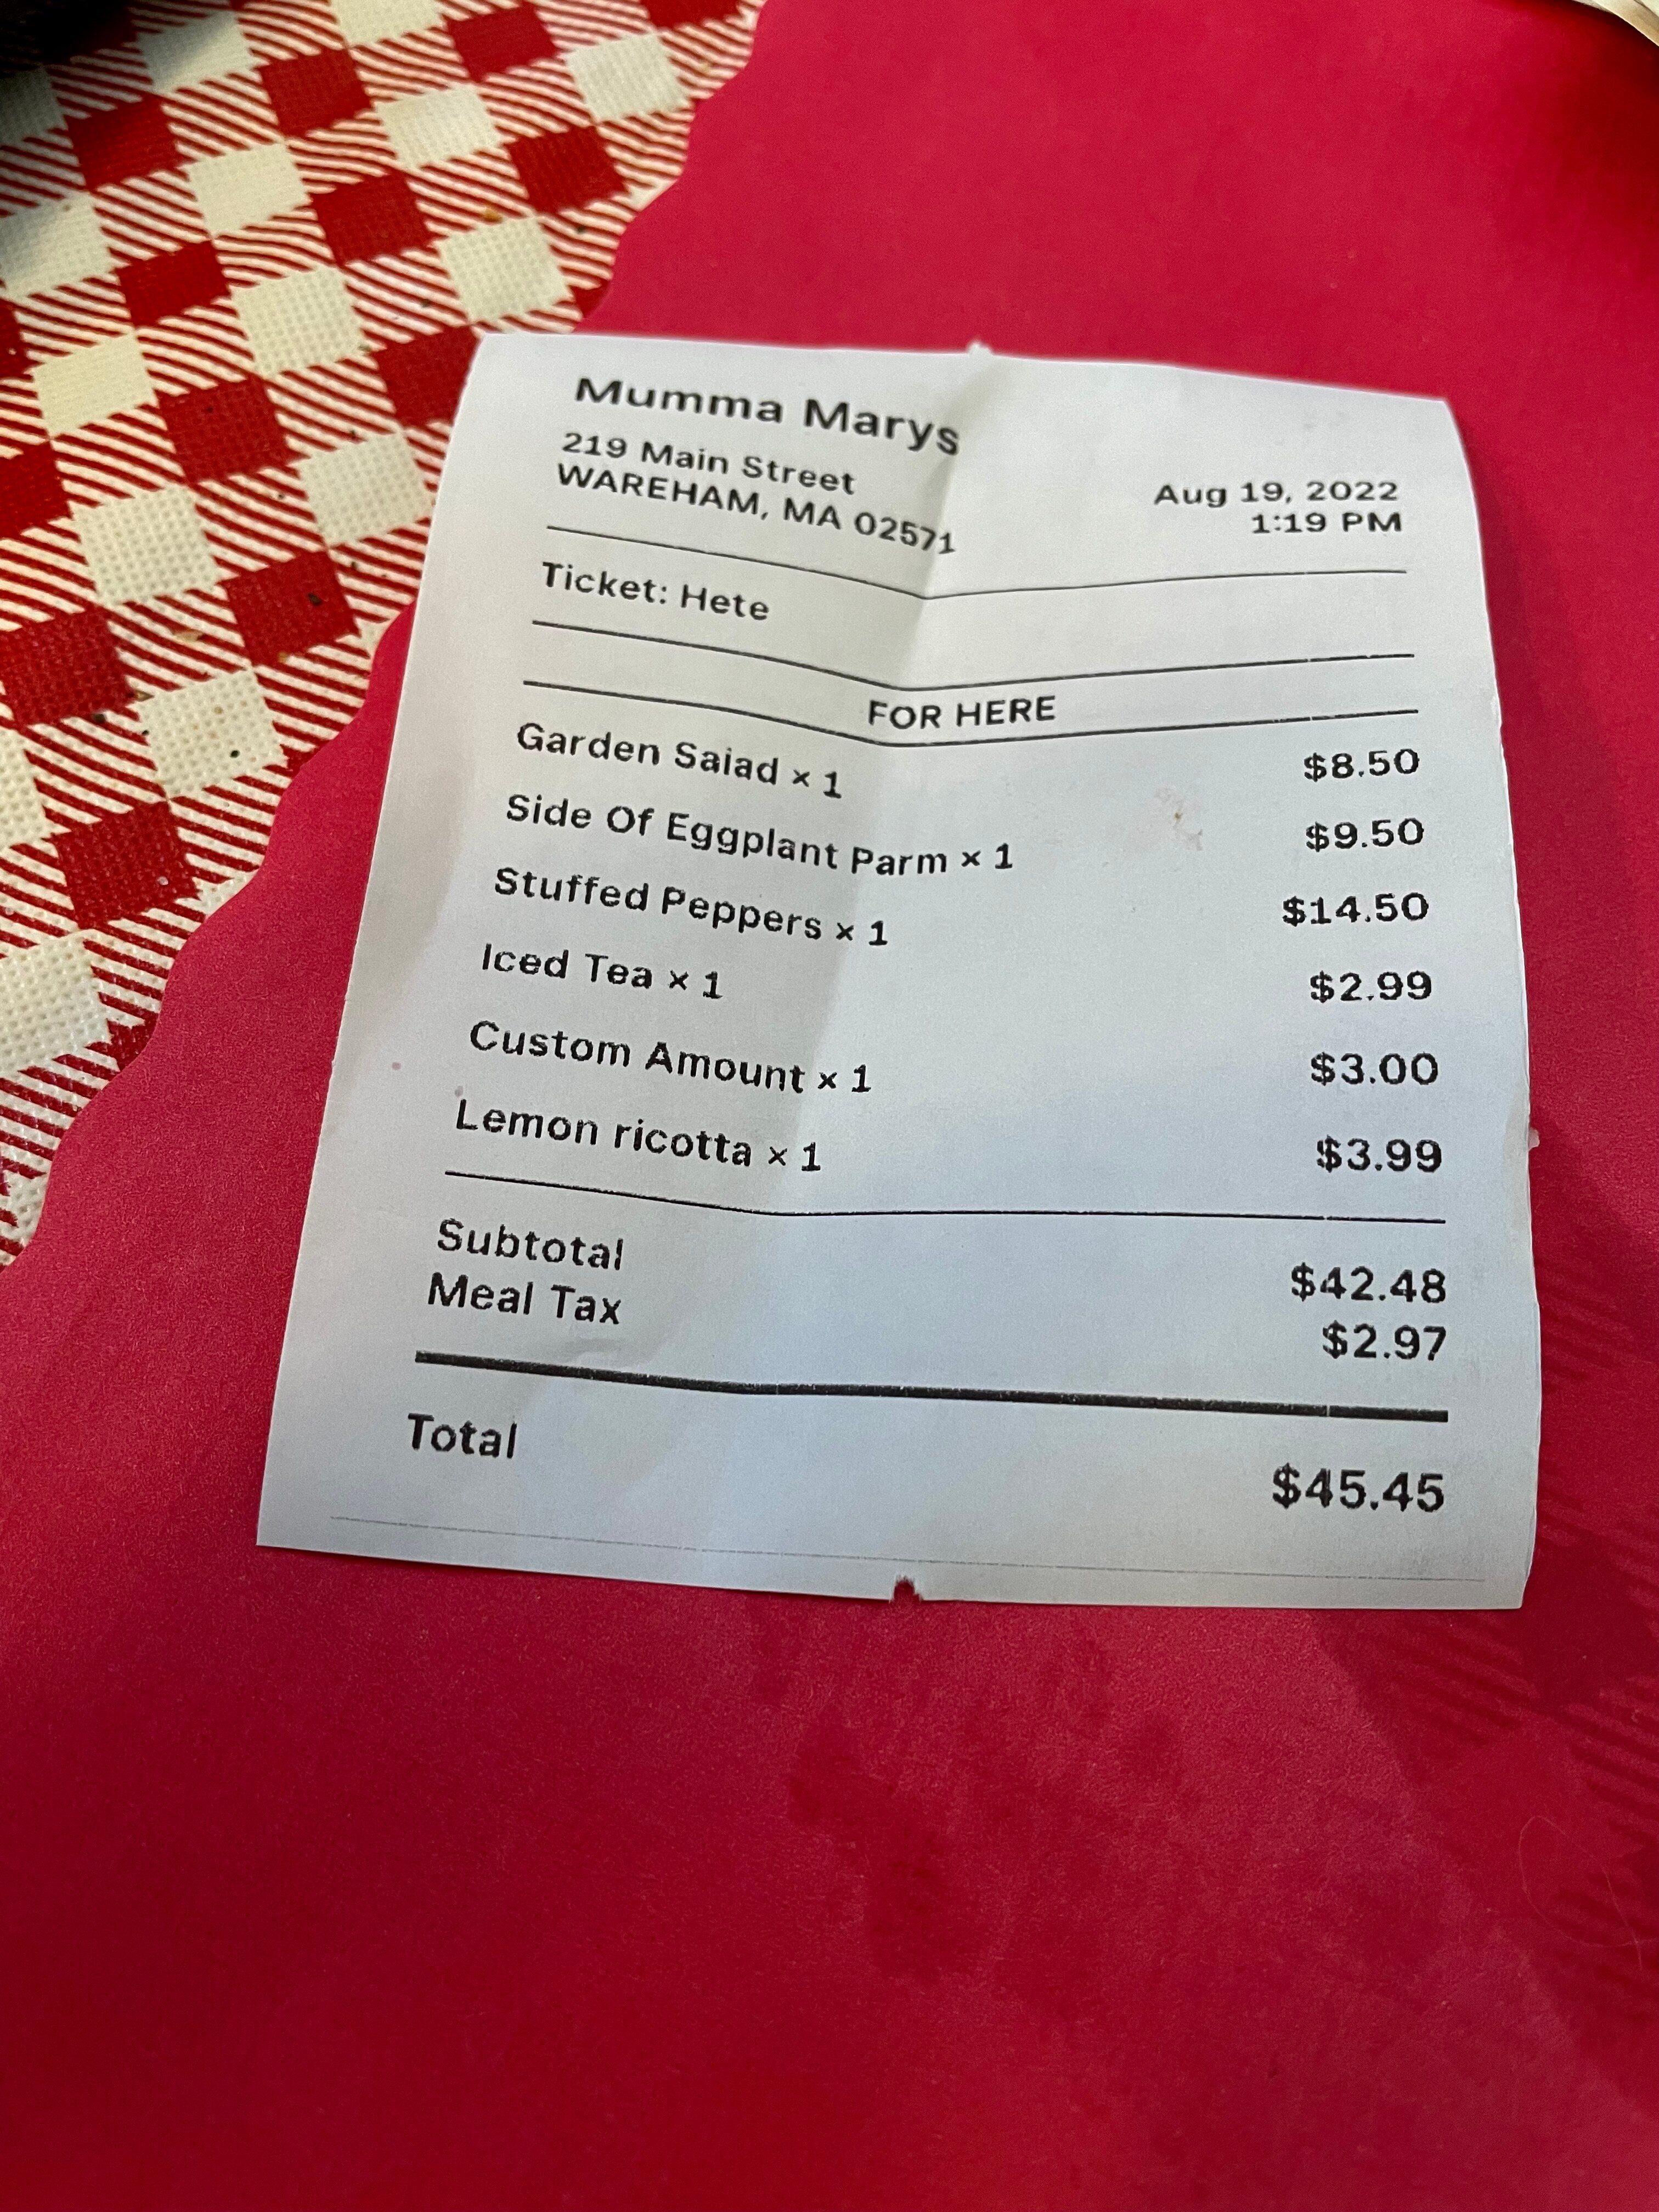 Mumma Marys
219 Main Street
WAREHAM, MA 02571
Aug 19, 2022
1:19 PM
Ticket: Hete
FOR HERE
Garden Salad × 1 $8.50
Side Of Eggplant Parm × 1 $9.50
Stuffed Peppers × 1 $14.50
Iced Tea × 1 $2.99
Custom Amount × 1 $3.00
Lemon ricotta × 1 $3.99
Subtotal $42.48
Meal Tax $2.97
Total $45.45